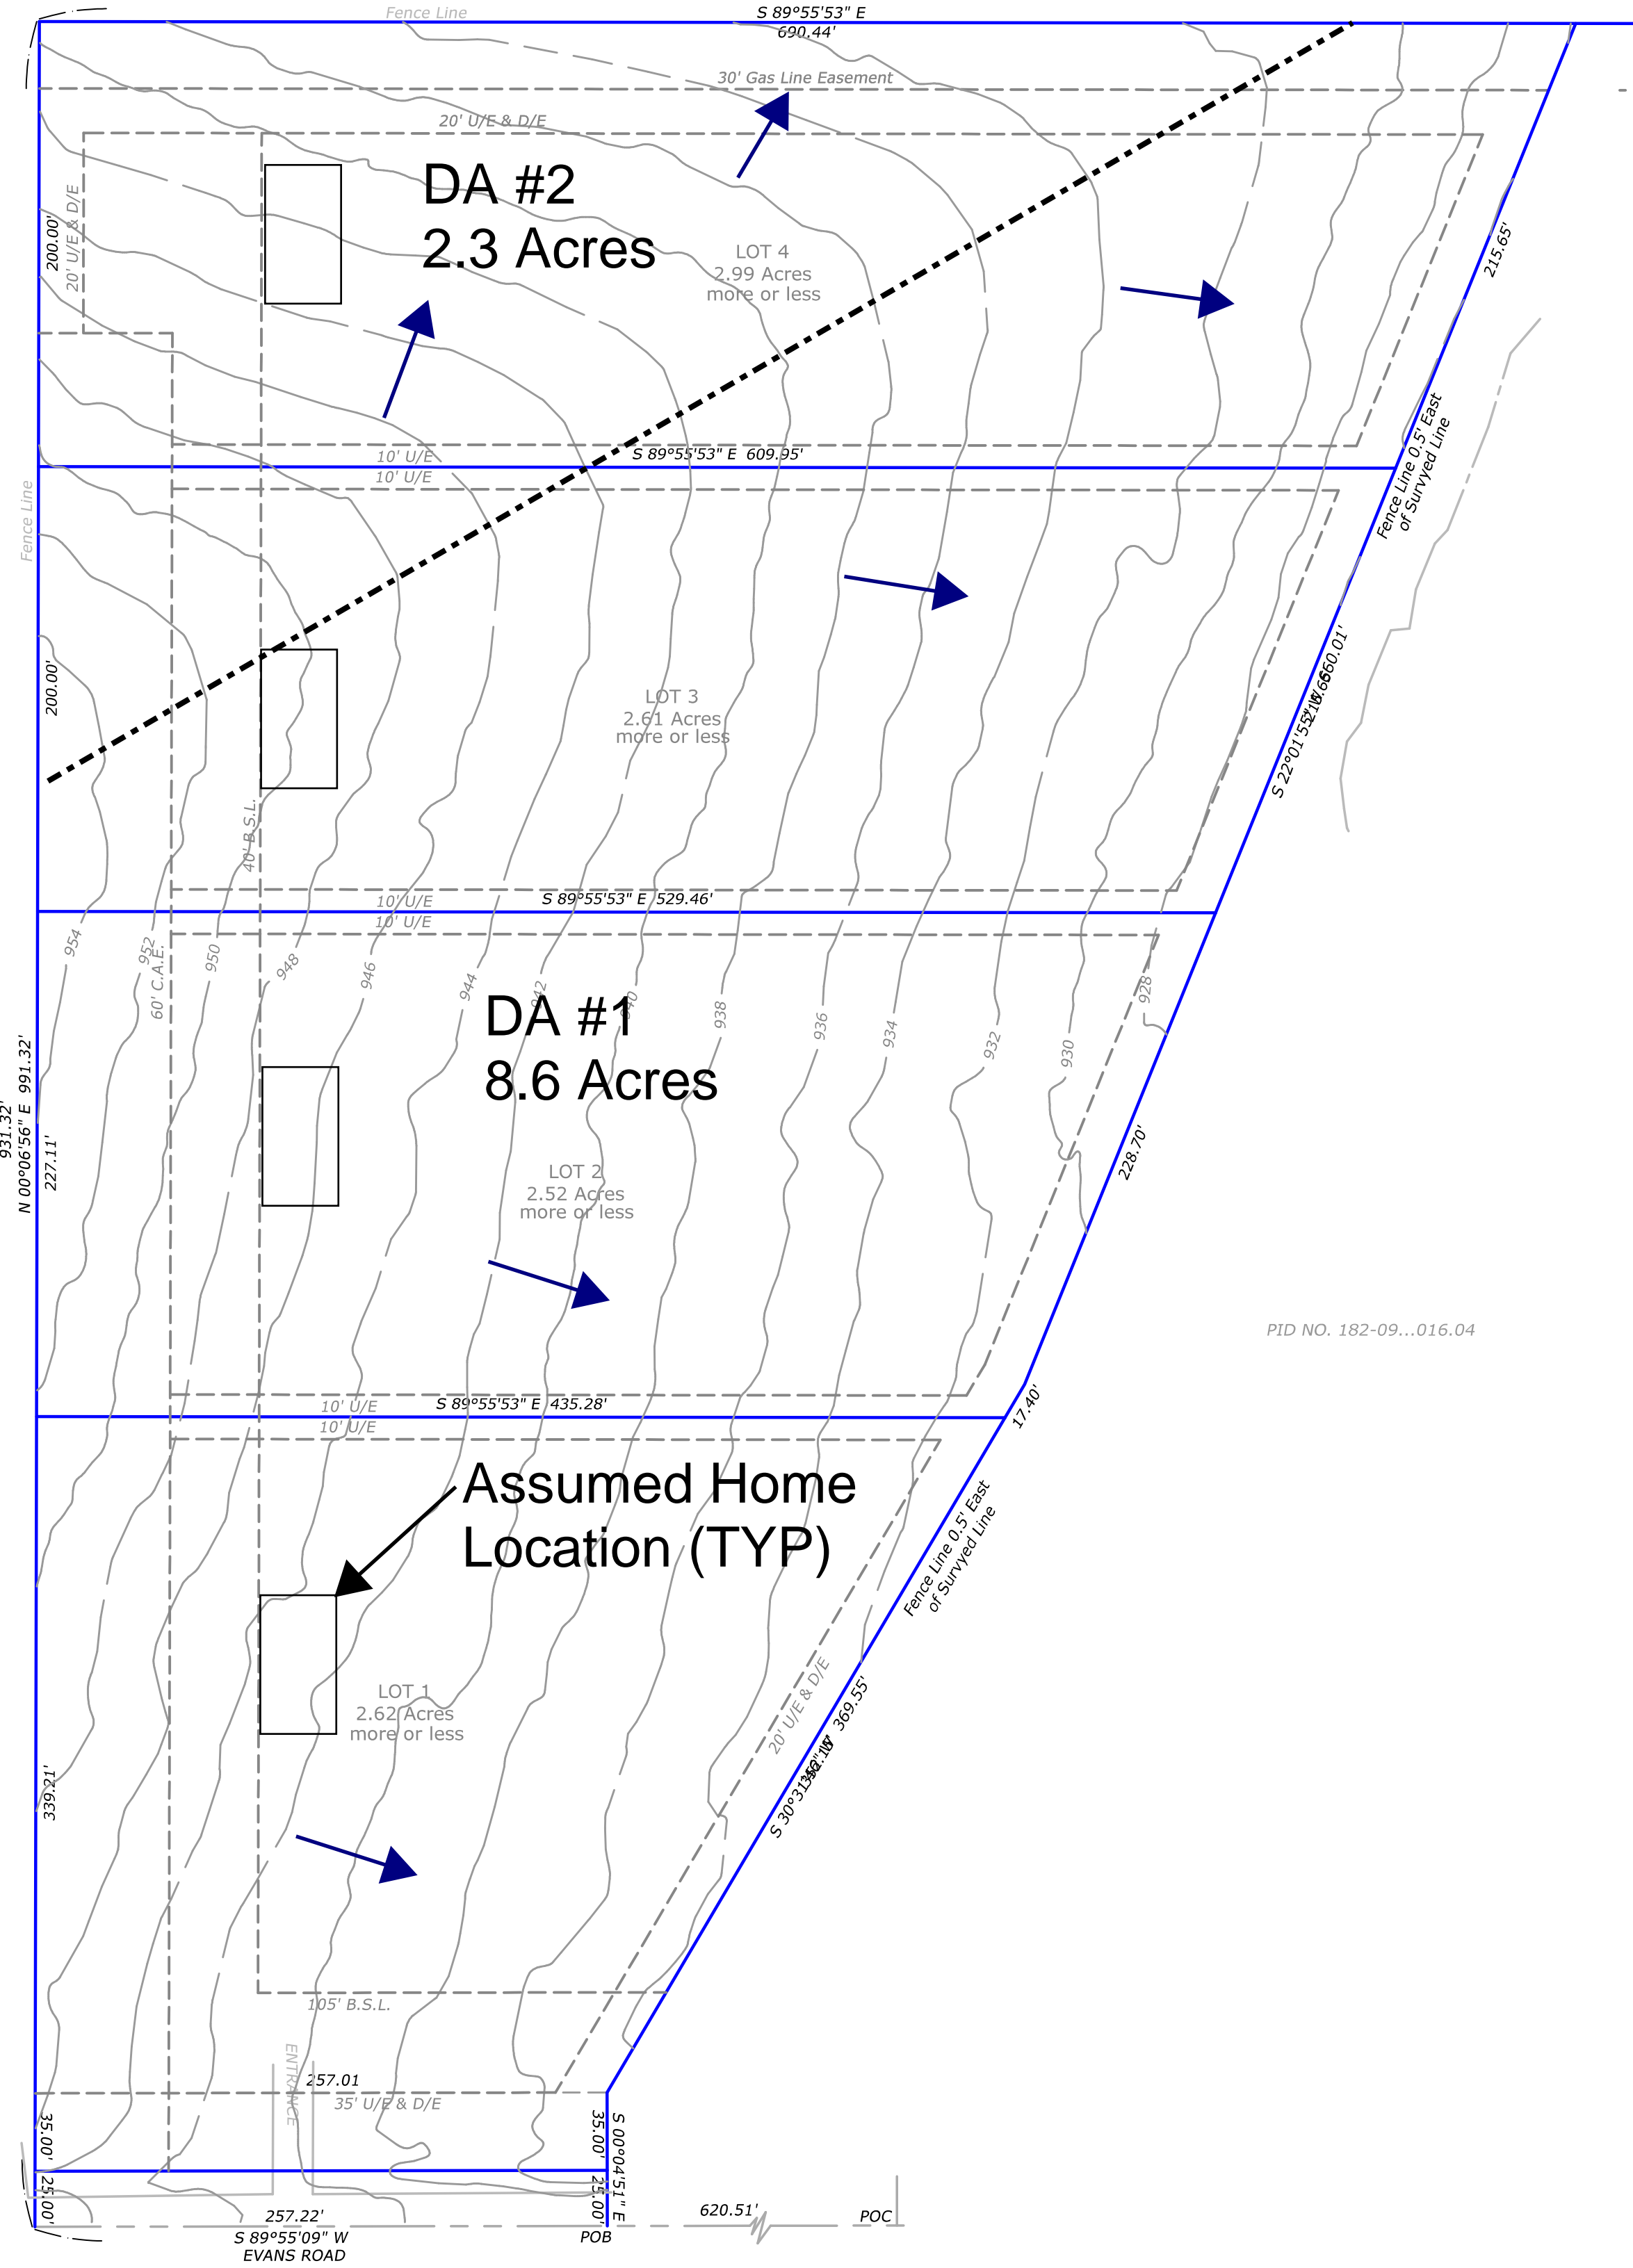 Fence Line
S 89°55'53" E
690.44'
30' Gas Line Easement
20' U/E & D/E
DA #2
2.3 Acres
20' U/E & D/E
200.00'
LOT 4
2.99 Acres
more or less
215.65'
10' U/E
S 89°55'53" E 609.95'
10' U/E
Fence Line 0.5' East
of Survyed Line
Fence Line
200.00'
LOT 3
2.61 Acres
more or less
S 22°01'55" W 660.01'
40' B.S.L.
10' U/E
S 89°55'53" E 529.46'
10' U/E
954
952
950
948
946
944
942
940
938
936
934
932
930
928
60' C.A.E.
DA #1
8.6 Acres
931.32'
N 00°06'56" E 991.32'
227.11'
LOT 2
2.52 Acres
more or less
228.70'
PID NO. 182-09...016.04
10' U/E
S 89°55'53" E 435.28'
10' U/E
17.40'
Assumed Home
Location (TYP)
Fence Line 0.5' East
of Survyed Line
LOT 1
2.62 Acres
more or less
20' U/E & D/E
369.55'
339.21'
105' B.S.L.
ENTRANCE
257.01
35' U/E & D/E
35.00'
35.00'
S 00°04'51" E
25.00'
25.00'
257.22'
620.51'
POC
S 89°55'09" W
POB
EVANS ROAD